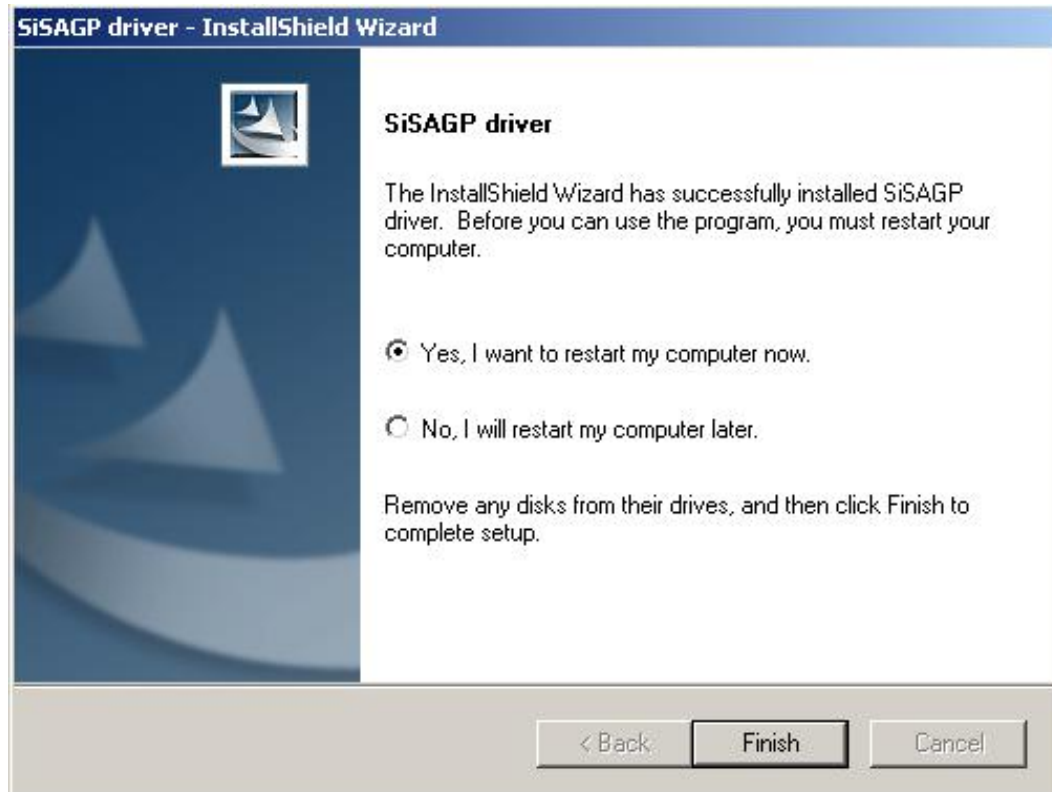 SiSAGP driver - InstallShield Wizard
SiSAGP driver
The InstallShield Wizard has successfully installed SiSAGP
driver.  Before you can use the program, you must restart your
computer.
Yes, I want to restart my computer now.
No, I will restart my computer later.
Remove any disks from their drives, and then click Finish to
complete setup.
< Back Finish Cancel